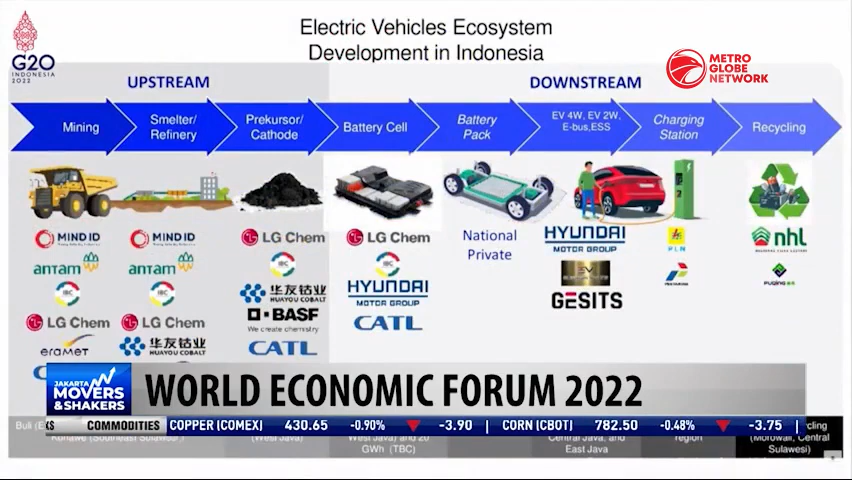 Electric Vehicles Ecosystem
Development in Indonesia
G20
INDONESIA
2022
METRO
GLOBE
NETWORK
UPSTREAM
DOWNSTREAM
Mining
Smelter/
Refinery
Prekursor/
Cathode
Battery Cell
Battery
Pack
EV 4W, EV 2W,
E-bus,ESS
Charging
Station
Recycling
MIND ID
antam
IBC
LG Chem
eramet
MIND ID
antam
IBC
LG Chem
华友钴业
HUAYOU COBALT
LG Chem
IBC
华友钴业
HUAYOU COBALT
BASF
We create chemistry
CATL
LG Chem
IBC
HYUNDAI
MOTOR GROUP
CATL
National
Private
HYUNDAI
MOTOR GROUP
EV
GESITS
PLN
PERTAMINA
nhl
JAKARTA
MOVERS
& SHAKERS
WORLD ECONOMIC FORUM 2022
COMMODITIES
COPPER (COMEX) 430.65 -0.90% -3.90
CORN (CBOT) 782.50 -0.48% -3.75
(West Java)
West Java) and 20
GWh (TBC)
Central Java, and
East Java
region
(Morowali, Central
Sulawesi)